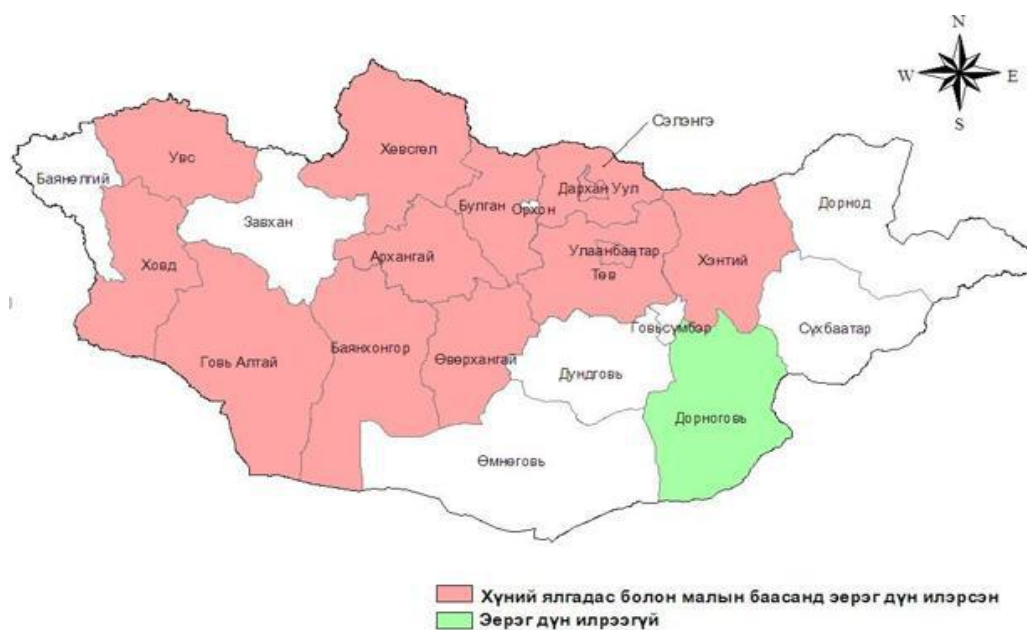 N
W E
S
Сэлэнгэ
Хөвсгөл
Увс
Баянөлгий
Дархан Уул
Булган
Орхон
Дорнод
Завхан
Архангай
Улаанбаатар
Төв
Хэнтий
Ховд
Говьсүмбэр
Сүхбаатар
Говь Алтай
Баянхонгор
Өвөрхангай
Дундговь
Дорноговь
Өмнөговь
Хүний ялгадас болон малын баасанд эерэг дүн илэрсэн
Эерэг дүн илрээгүй